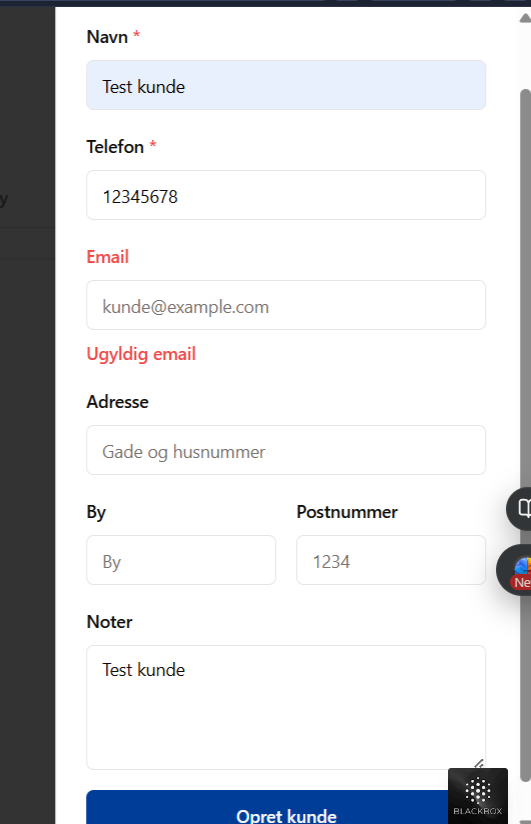 Navn *
Test kunde
Telefon *
12345678
Email
kunde@example.com
Ugyldig email
Adresse
Gade og husnummer
By Postnummer
By 1234
Noter
Test kunde
Opret kunde
BLACKBOX